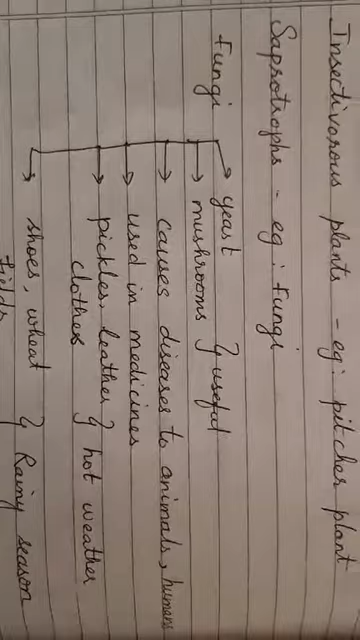 Insectivorous plants - eg: pitcher plant
Saprotrophs - eg: Fungi
Fungi
yeast
mushrooms } useful
causes diseases to animals, humans
used in medicines
pickles, leather } hot weather
clothes
shoes, wheat } Rainy season
fields